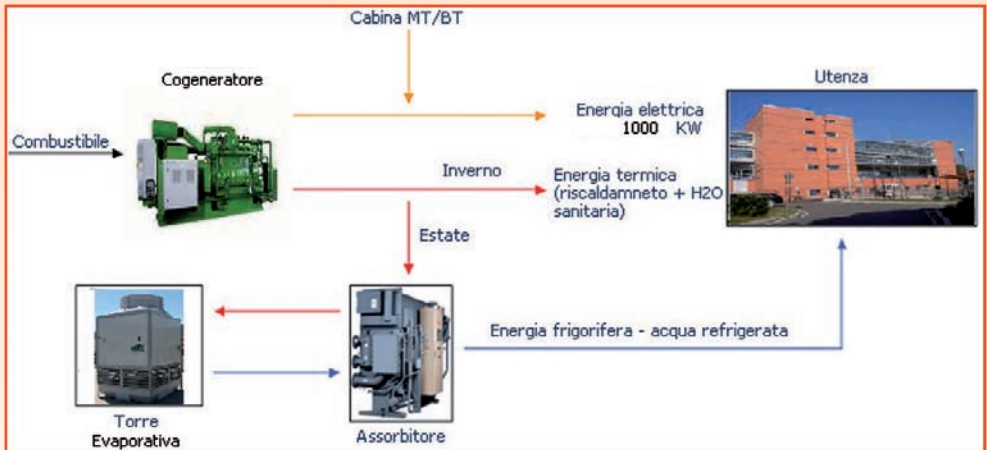 Cabina MT/BT
Cogeneratore
Utenza
Combustibile
Energia elettrica
1000 KW
Inverno
Energia termica
(riscaldamneto + H2O
sanitaria)
Estate
Energia frigorifera - acqua refrigerata
Torre
Evaporativa
Assorbitore